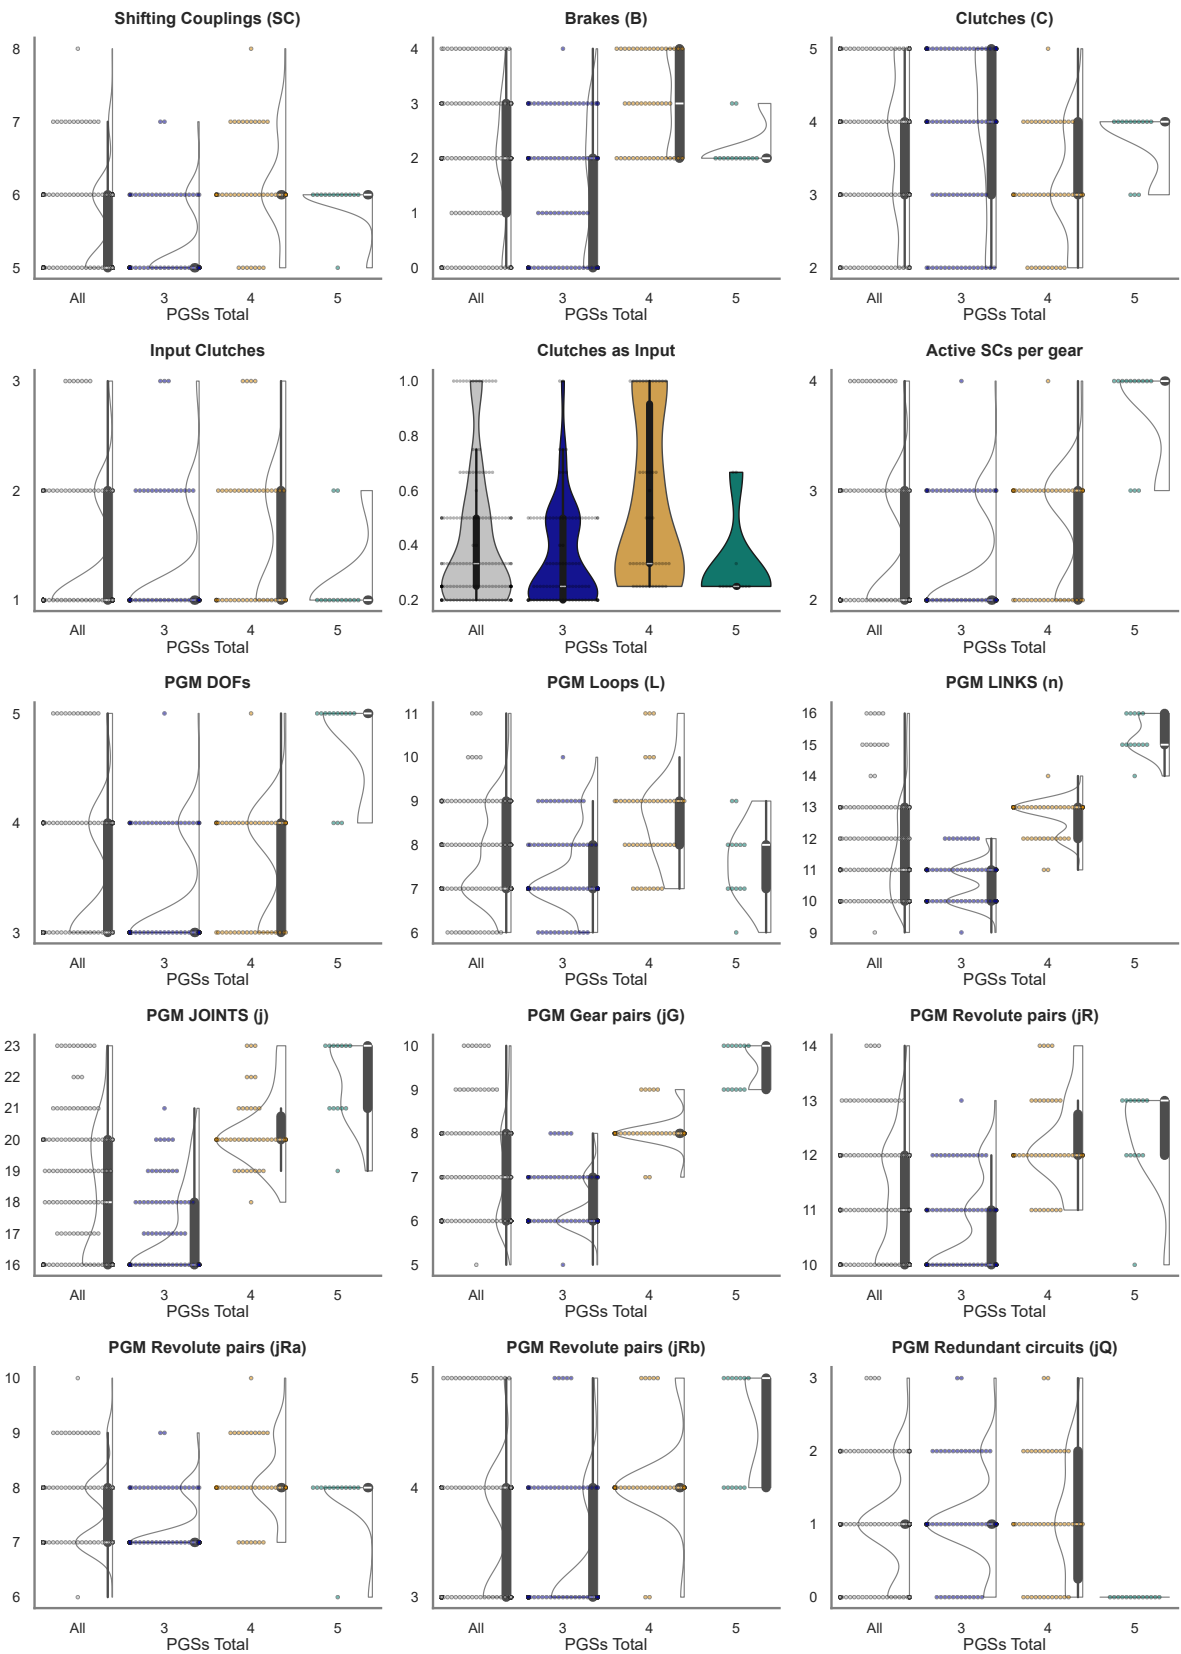 Shifting Couplings (SC)
8
7
6
5
All 3 4 5
PGSs Total
Brakes (B)
4
3
2
1
0
All 3 4 5
PGSs Total
Clutches (C)
5
4
3
2
All 3 4 5
PGSs Total
Input Clutches
3
2
1
All 3 4 5
PGSs Total
Clutches as Input
1.0
0.8
0.6
0.4
0.2
All 3 4 5
PGSs Total
Active SCs per gear
4
3
2
All 3 4 5
PGSs Total
PGM DOFs
5
4
3
All 3 4 5
PGSs Total
PGM Loops (L)
11
10
9
8
7
6
All 3 4 5
PGSs Total
PGM LINKS (n)
16
15
14
13
12
11
10
9
All 3 4 5
PGSs Total
PGM JOINTS (j)
23
22
21
20
19
18
17
16
All 3 4 5
PGSs Total
PGM Gear pairs (jG)
10
9
8
7
6
5
All 3 4 5
PGSs Total
PGM Revolute pairs (jR)
14
13
12
11
10
All 3 4 5
PGSs Total
PGM Revolute pairs (jRa)
10
9
8
7
6
All 3 4 5
PGSs Total
PGM Revolute pairs (jRb)
5
4
3
All 3 4 5
PGSs Total
PGM Redundant circuits (jQ)
3
2
1
0
All 3 4 5
PGSs Total